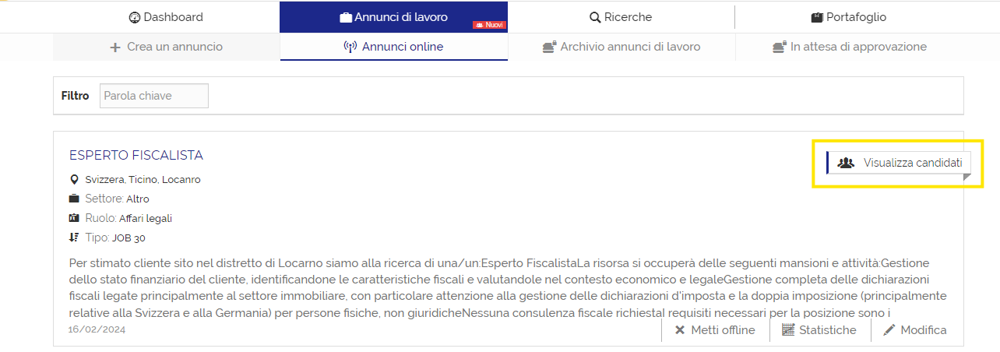 Dashboard
Annunci di lavoro
Nuovi
Ricerche
Portafoglio
Crea un annuncio
Annunci online
Archivio annunci di lavoro
In attesa di approvazione
Filtro
Parola chiave
ESPERTO FISCALISTA
Visualizza candidati
Svizzera, Ticino, Locanro
Settore: Altro
Ruolo: Affari legali
Tipo: JOB 30
Per stimato cliente sito nel distretto di Locarno siamo alla ricerca di una/un:Esperto FiscalistaLa risorsa si occuperà delle seguenti mansioni e attività:Gestione
dello stato finanziario del cliente, identificandone le caratteristiche fiscali e valutandole nel contesto economico e legaleGestione completa delle dichiarazioni
fiscali legate principalmente al settore immobiliare, con particolare attenzione alla gestione delle dichiarazioni d'imposta e la doppia imposizione (principalmente
relative alla Svizzera e alla Germania) per persone fisiche, non giuridicheNessuna consulenza fiscale richiestaI requisiti necessari per la posizione sono i
16/02/2024
Metti offline
Statistiche
Modifica